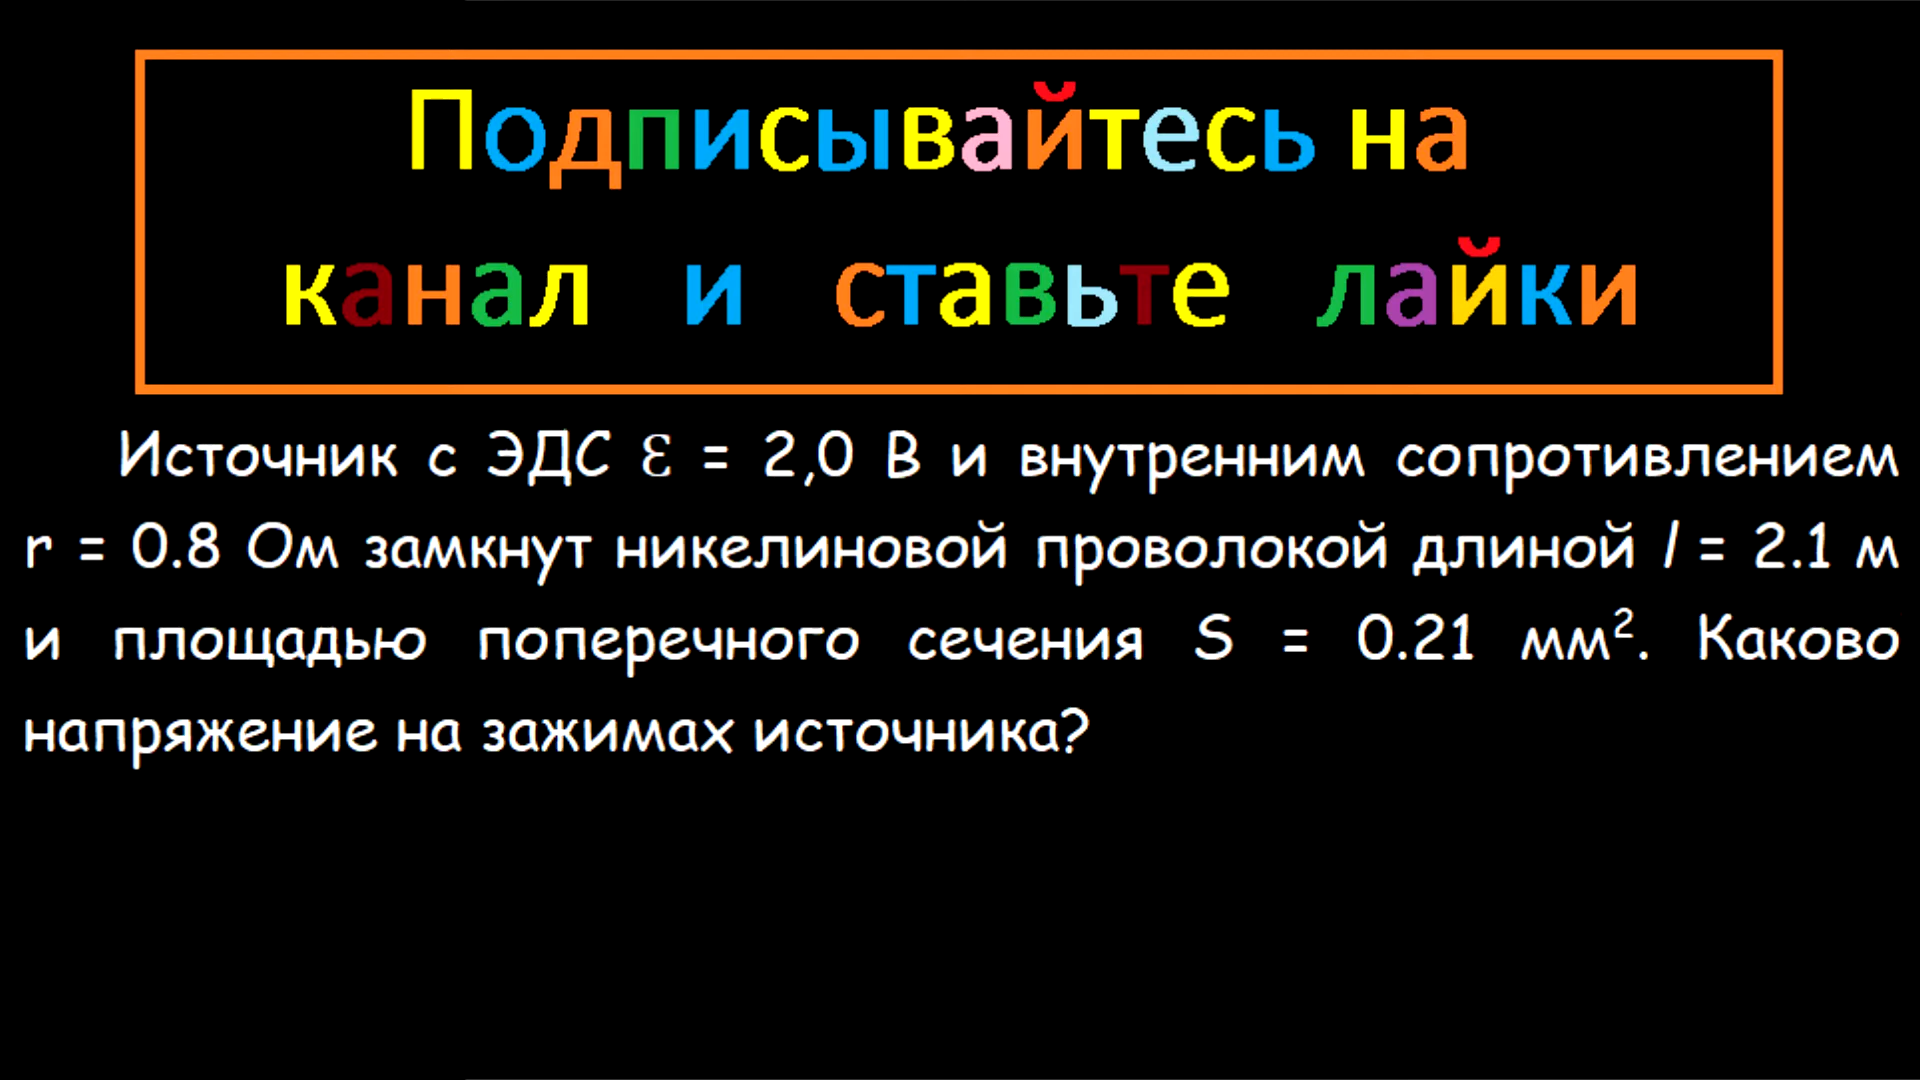 Подписывайтесь на
канал и ставьте лайки
Источник с ЭДС Ɛ = 2,0 В и внутренним сопротивлением
r = 0.8 Ом замкнут никелиновой проволокой длиной l = 2.1 м
и площадью поперечного сечения S = 0.21 мм². Каково
напряжение на зажимах источника?